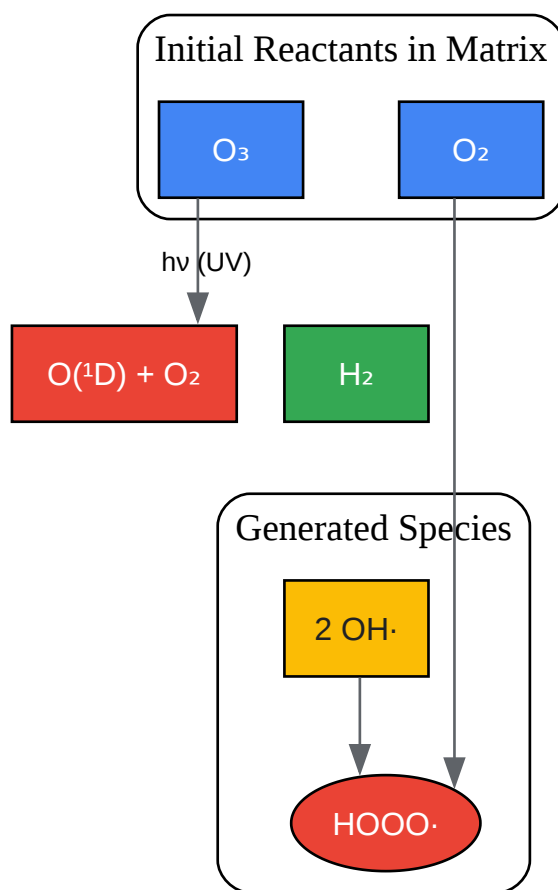 Initial Reactants in Matrix
O₃
O₂
hν (UV)
O(¹D) + O₂
H₂
Generated Species
2 OH·
HOOO·